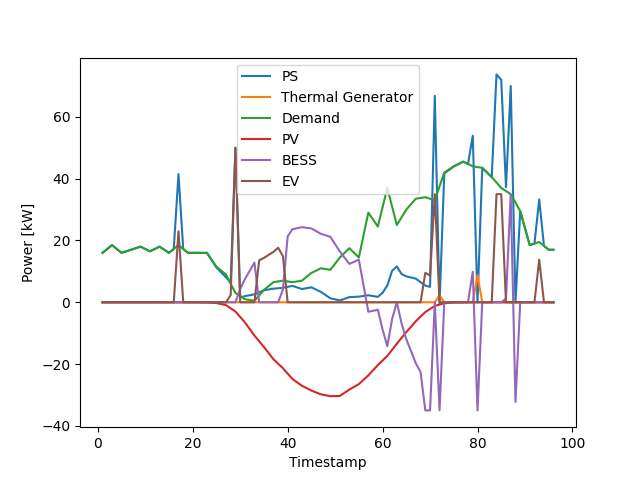 PS
Thermal Generator
Demand
PV
BESS
EV
Power [kW]
60
40
20
0
−20
−40
0 20 40 60 80 100
Timestamp